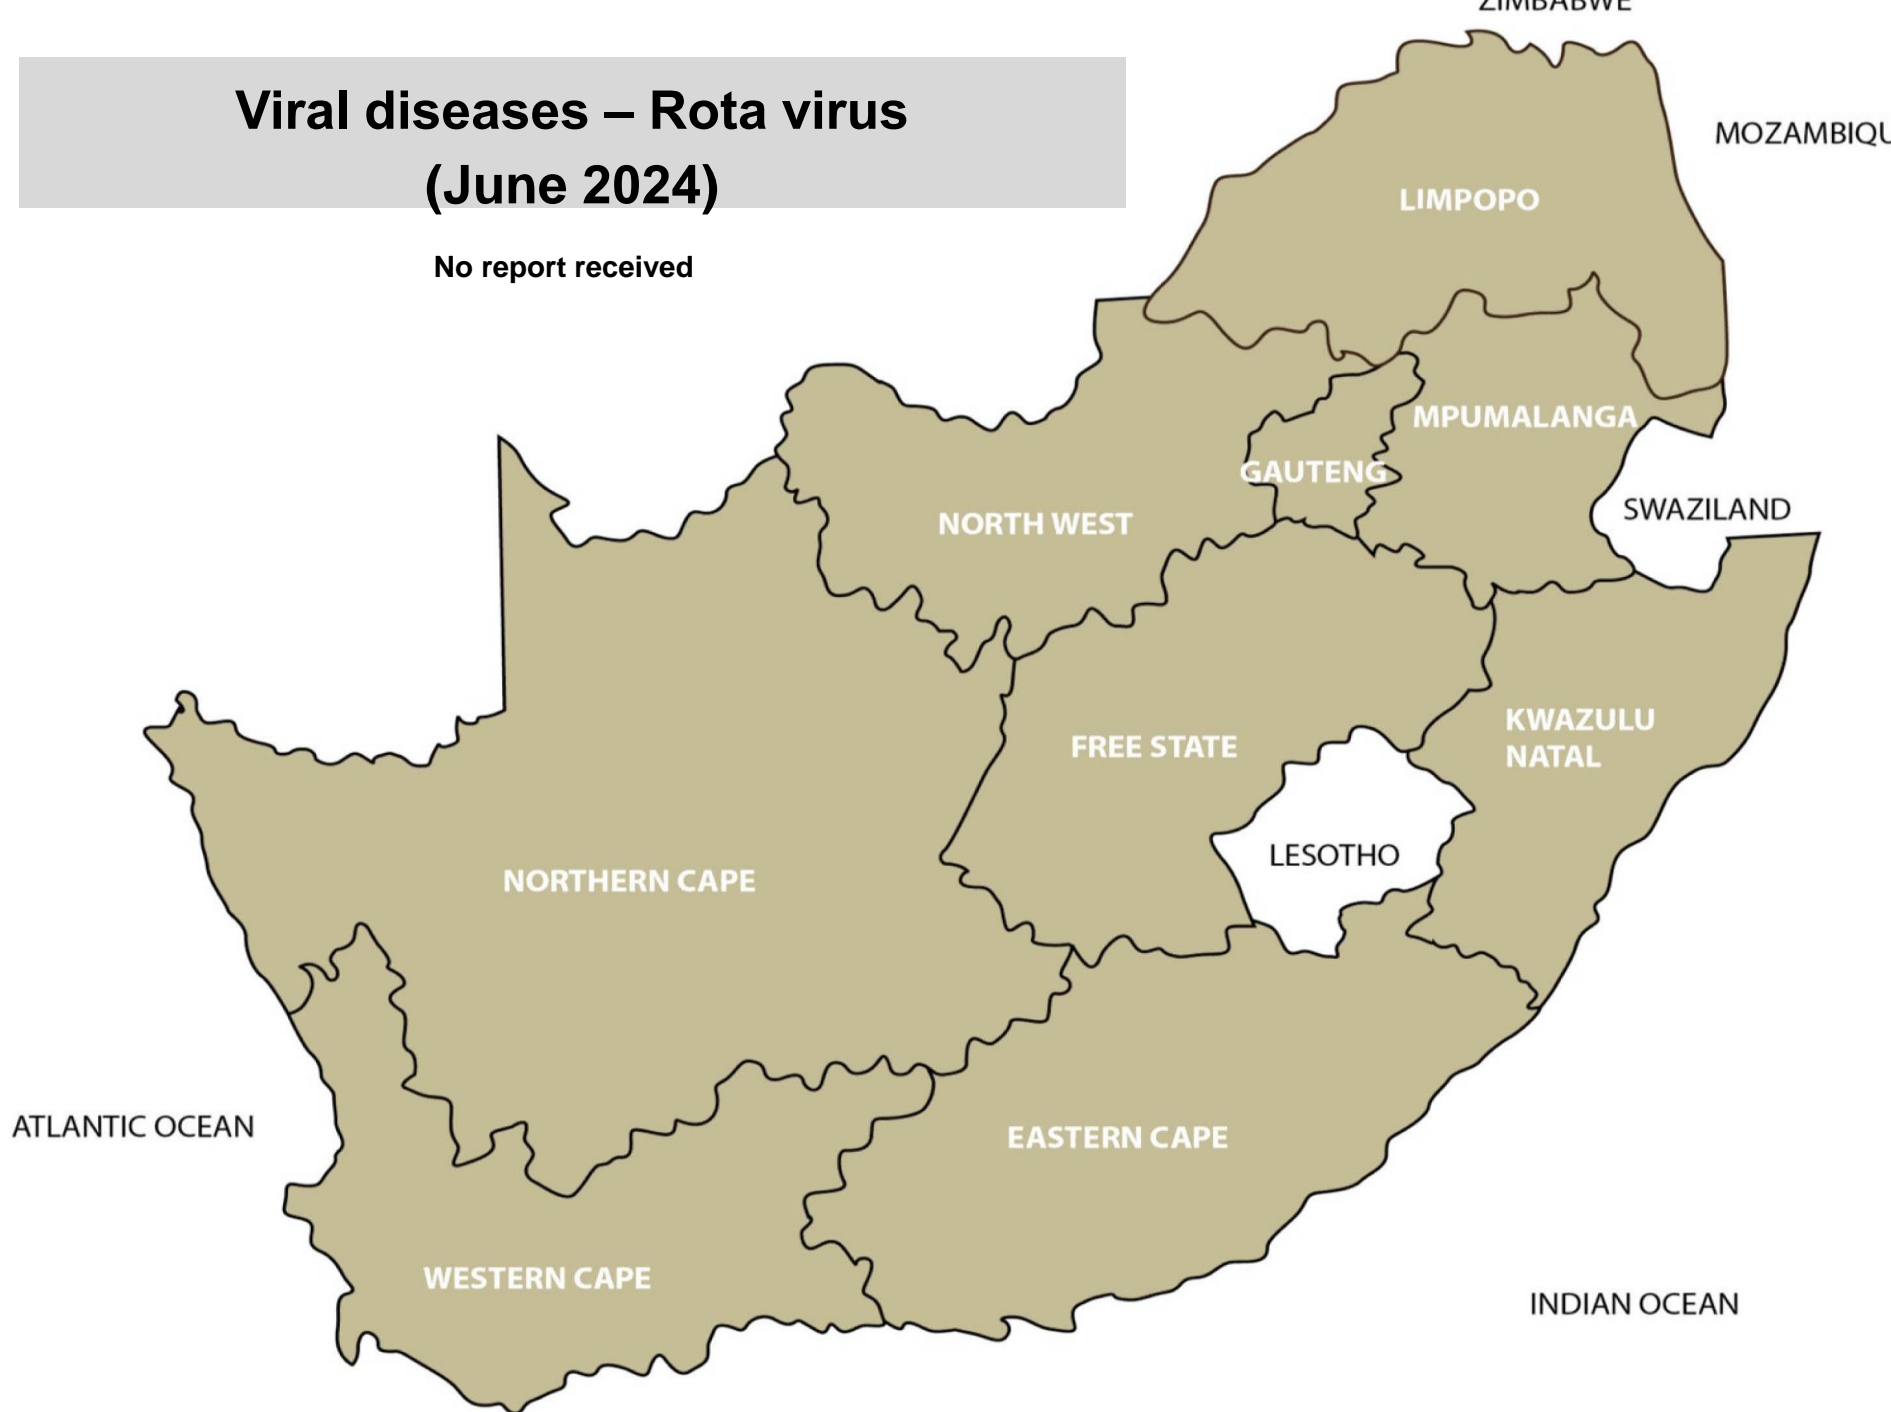 ZIMBABWE
Viral diseases – Rota virus
(June 2024)
MOZAMBIQU
LIMPOPO
No report received
MPUMALANGA
GAUTENG
SWAZILAND
NORTH WEST
KWAZULU
NATAL
FREE STATE
LESOTHO
NORTHERN CAPE
ATLANTIC OCEAN
EASTERN CAPE
WESTERN CAPE
INDIAN OCEAN